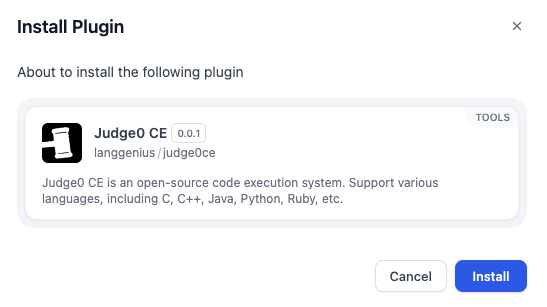 Install Plugin
About to install the following plugin
TOOLS
Judge0 CE 0.0.1
langgenius / judge0ce
Judge0 CE is an open-source code execution system. Support various
languages, including C, C++, Java, Python, Ruby, etc.
Cancel Install